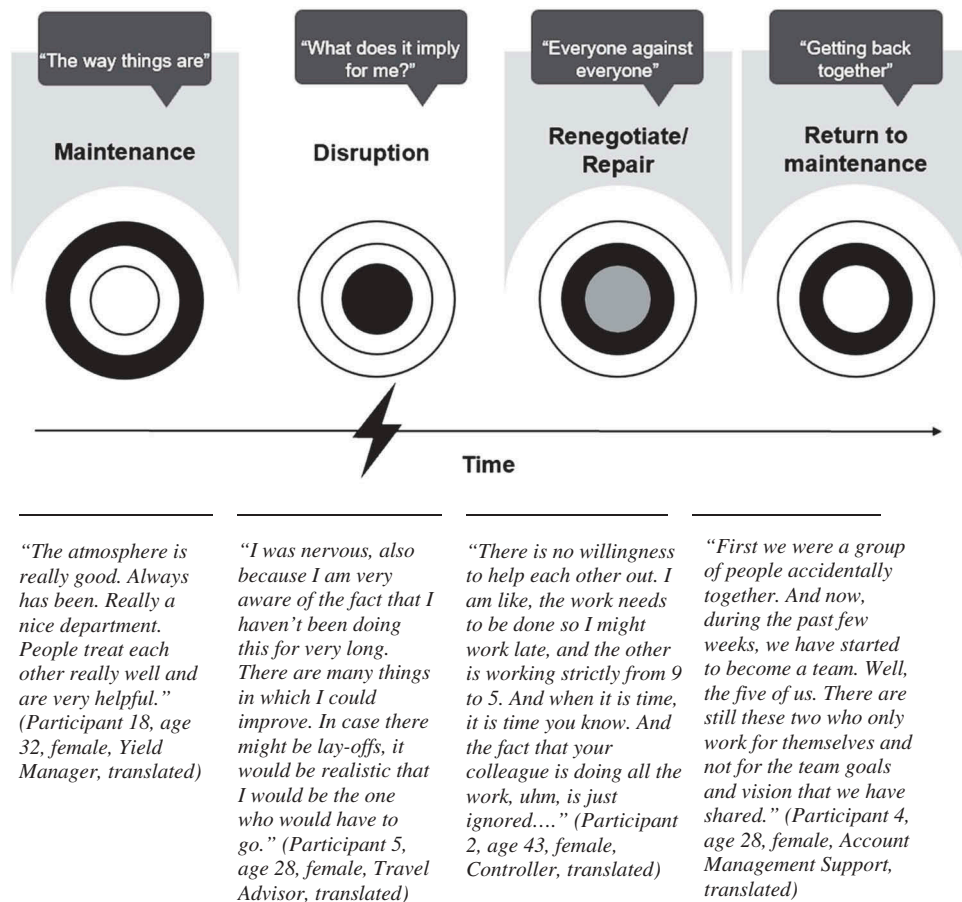 “The way things are”
“What does it imply
for me?”
“Everyone against
everyone”
“Getting back
together”
Maintenance
Disruption
Renegotiate/
Repair
Return to
maintenance
Time
“The atmosphere is
really good. Always
has been. Really a
nice department.
People treat each
other really well and
are very helpful.”
(Participant 18, age
32, female, Yield
Manager, translated)
“I was nervous, also
because I am very
aware of the fact that I
haven’t been doing
this for very long.
There are many things
in which I could
improve. In case there
might be lay-offs, it
would be realistic that
I would be the one
who would have to
go.” (Participant 5,
age 28, female, Travel
Advisor, translated)
“There is no willingness
to help each other out. I
am like, the work needs
to be done so I might
work late, and the other
is working strictly from 9
to 5. And when it is time,
it is time you know. And
the fact that your
colleague is doing all the
work, uhm, is just
ignored….” (Participant
2, age 43, female,
Controller, translated)
“First we were a group
of people accidentally
together. And now,
during the past few
weeks, we have started
to become a team. Well,
the five of us. There are
still these two who only
work for themselves and
not for the team goals
and vision that we have
shared.” (Participant 4,
age 28, female, Account
Management Support,
translated)